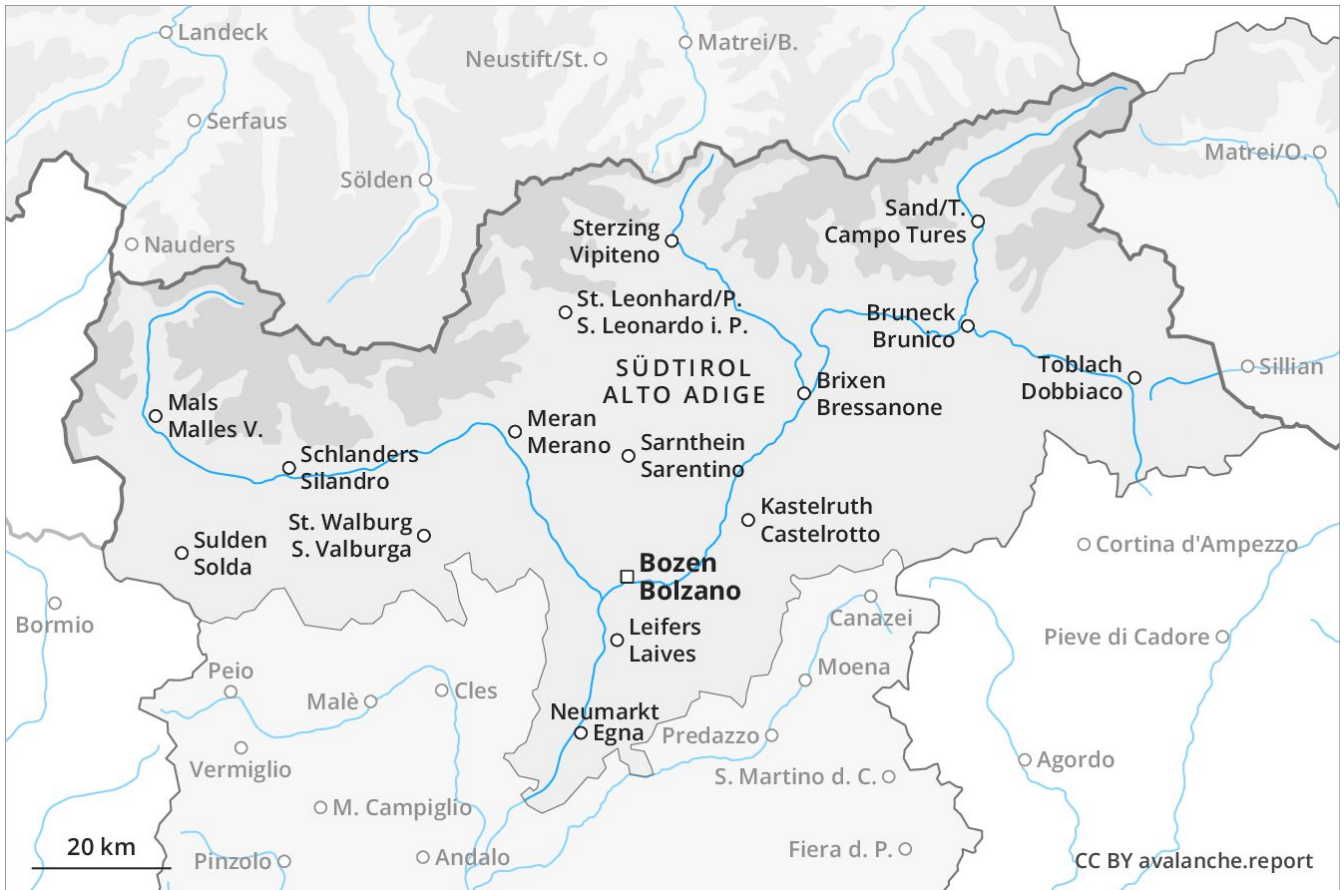 Landeck
Neustift/St.
Matrei/B.
Serfaus
Sölden
Matrei/O.
Nauders
Sterzing
Vipiteno
Sand/T.
Campo Tures
St. Leonhard/P.
S. Leonardo i. P.
Bruneck
Brunico
SÜDTIROL
ALTO ADIGE
Toblach
Dobbiaco
Sillian
Brixen
Bressanone
Mals
Malles V.
Meran
Merano
Sarnthein
Sarentino
Schlanders
Silandro
Kastelruth
Castelrotto
St. Walburg
S. Valburga
Sulden
Solda
Cortina d'Ampezzo
Bozen
Bolzano
Bormio
Canazei
Leifers
Laives
Pieve di Cadore
Peio
Moena
Malè
Cles
Neumarkt
Egna
Predazzo
Vermiglio
Agordo
S. Martino d. C.
M. Campiglio
20 km
Pinzolo
Andalo
Fiera d. P.
CC BY avalanche.report